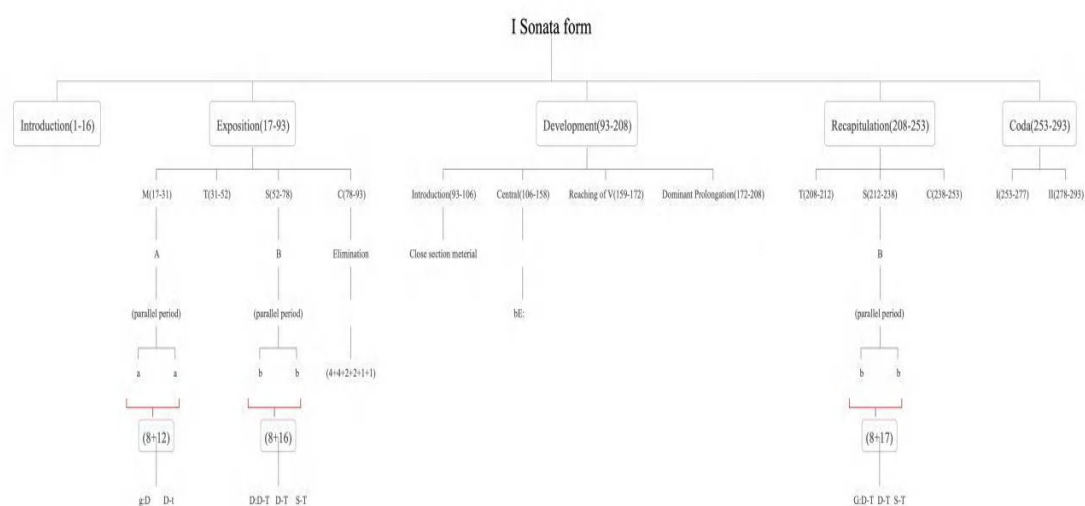 I Sonata form
Introduction(1-16) Exposition(17-93) Development(93-208) Recapitulation(208-253) Coda(253-293)
M(17-31) T(31-52) S(52-78) C(78-93) Introduction(93-106) Central(106-158) Reaching of V(159-172) Dominant Prolongation(172-208) T(208-212) S(212-238) C(238-253) I(253-277) II(278-293)
A B Elimination Close section meterial B
(parallel period) (parallel period) bE: (parallel period)
a a b b (4+4+2+2+1+1) b b
(8+12) (8+16) (8+17)
g:D D-t D:D-T D-T S-T G:D-T D-T S-T